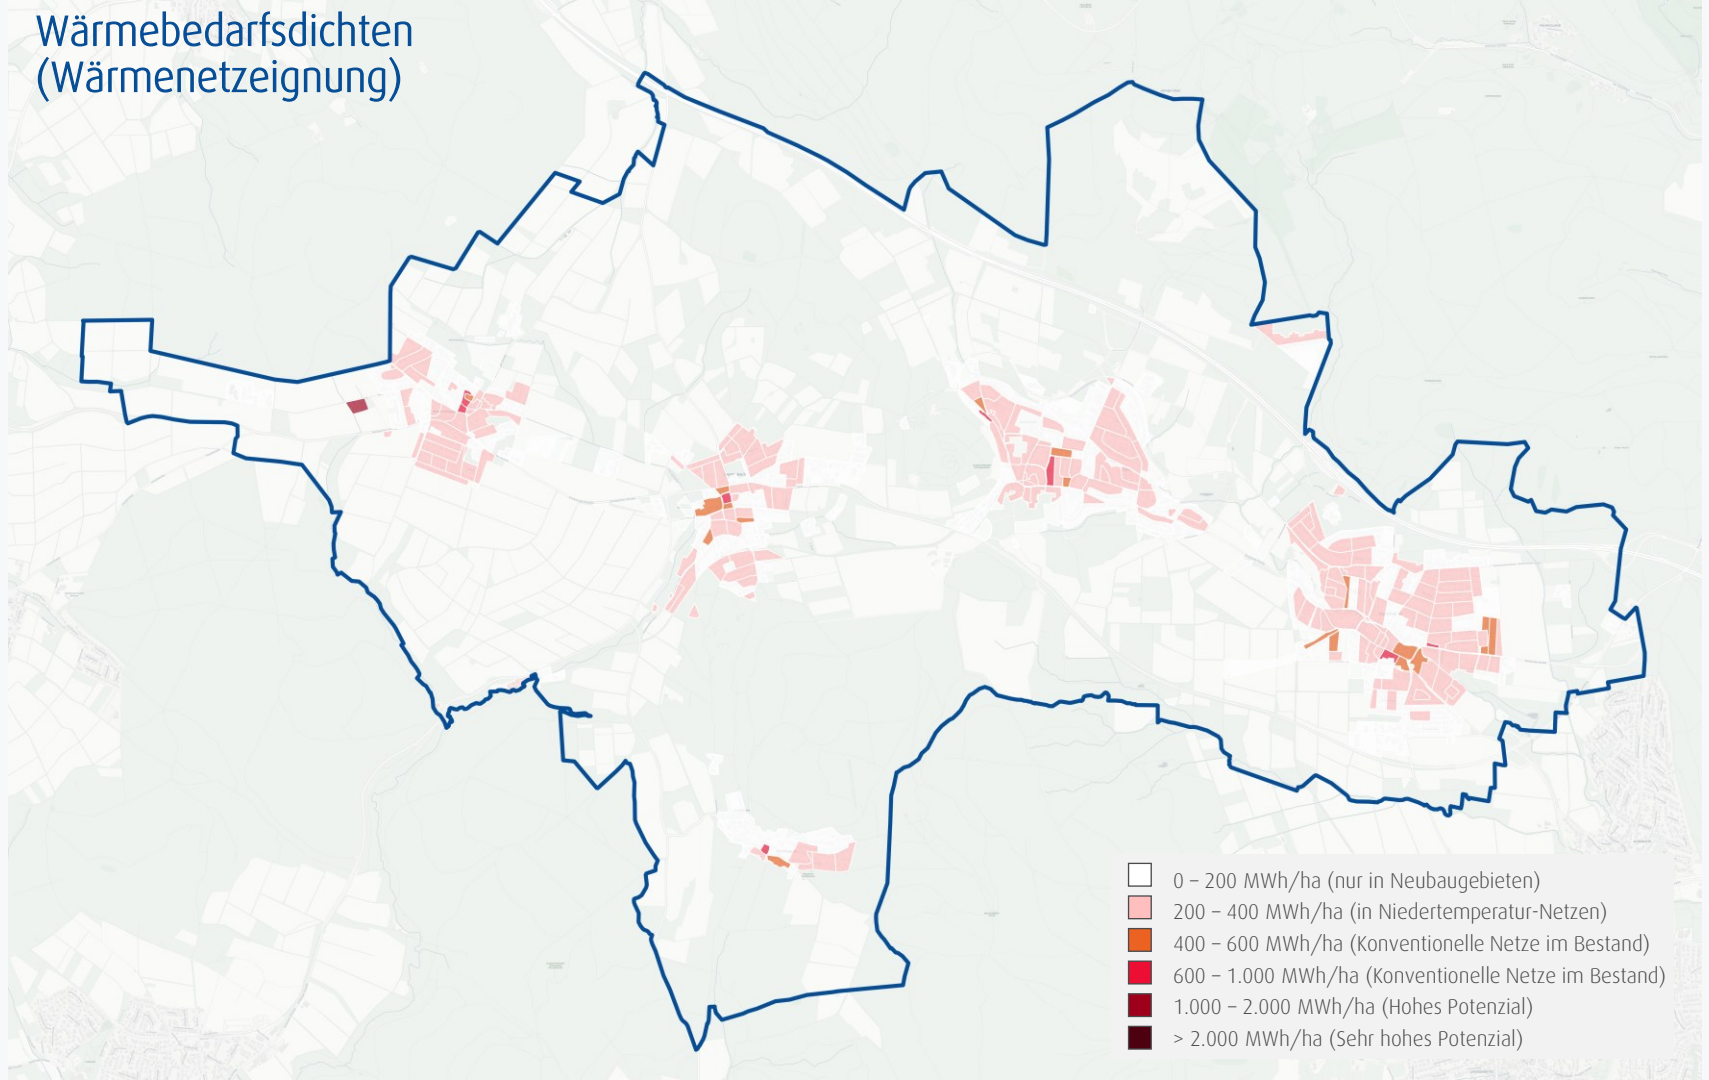 Wärmebedarfsdichten
(Wärmenetzeignung)
0 – 200 MWh/ha (nur in Neubaugebieten)
200 – 400 MWh/ha (in Niedertemperatur-Netzen)
400 – 600 MWh/ha (Konventionelle Netze im Bestand)
600 – 1.000 MWh/ha (Konventionelle Netze im Bestand)
1.000 – 2.000 MWh/ha (Hohes Potenzial)
> 2.000 MWh/ha (Sehr hohes Potenzial)